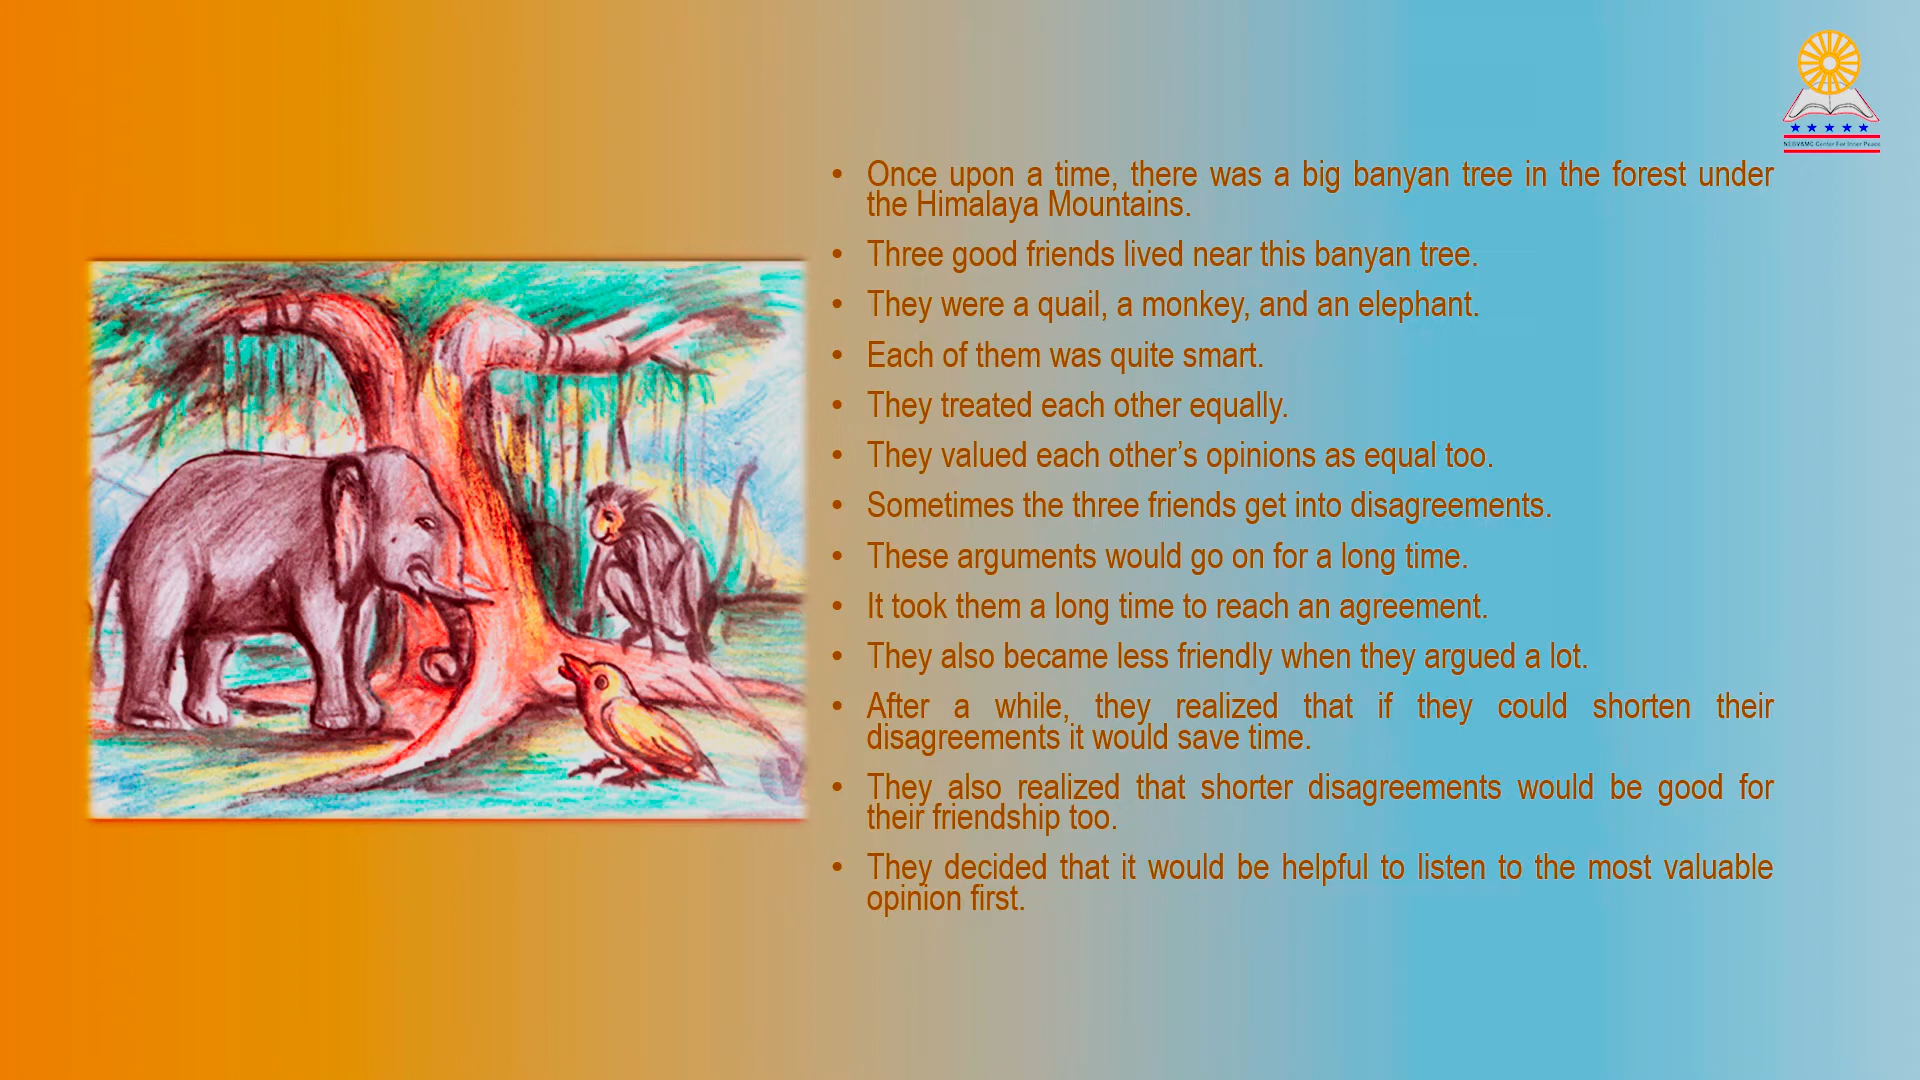 NEBV&MC-Center For Inner Peace
• Once upon a time, there was a big banyan tree in the forest under
the Himalaya Mountains.
• Three good friends lived near this banyan tree.
• They were a quail, a monkey, and an elephant.
• Each of them was quite smart.
• They treated each other equally.
• They valued each other’s opinions as equal too.
• Sometimes the three friends get into disagreements.
• These arguments would go on for a long time.
• It took them a long time to reach an agreement.
• They also became less friendly when they argued a lot.
• After a while, they realized that if they could shorten their
disagreements it would save time.
• They also realized that shorter disagreements would be good for
their friendship too.
• They decided that it would be helpful to listen to the most valuable
opinion first.